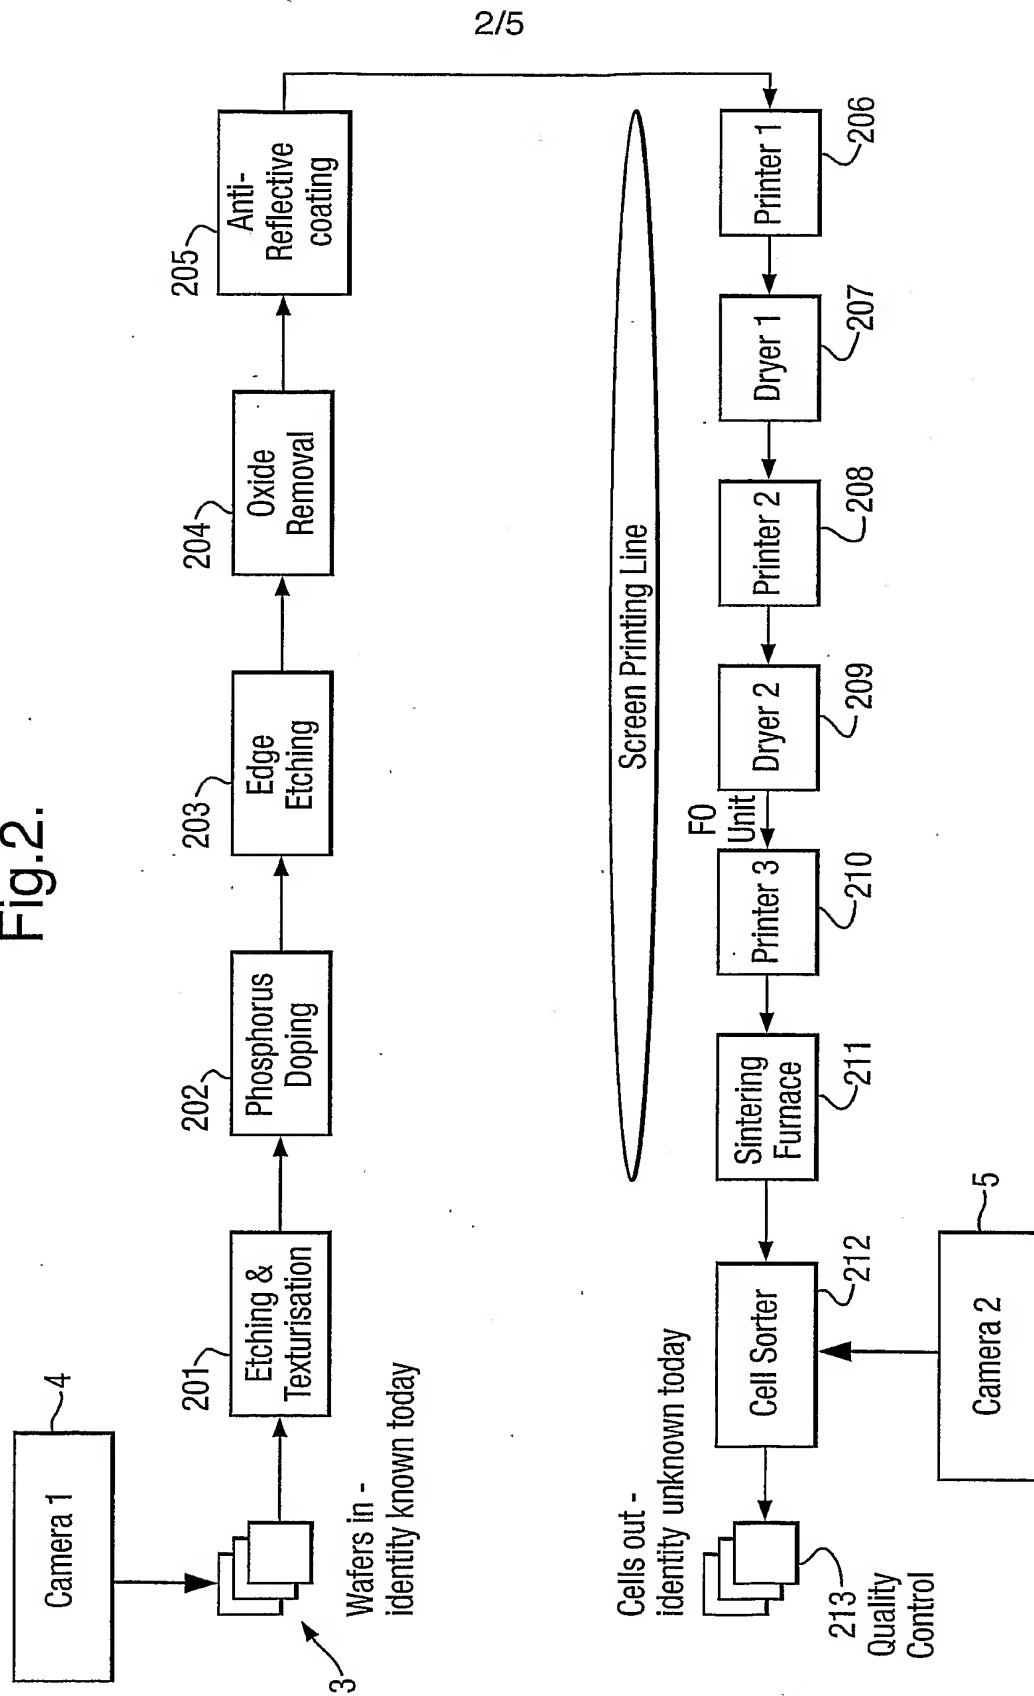 2/5
Fig.2.
Camera 1
4
3
Wafers in -
identity known today
201
Etching &
Texturisation
202
Phosphorus
Doping
203
Edge
Etching
204
Oxide
Removal
205
Anti-
Reflective
coating
Screen Printing Line
Printer 1
206
Dryer 1
207
Printer 2
208
Dryer 2
209
FO
Unit
Printer 3
210
Sintering
Furnace
211
Cell Sorter
212
Camera 2
5
Cells out -
identity unknown today
213
Quality
Control